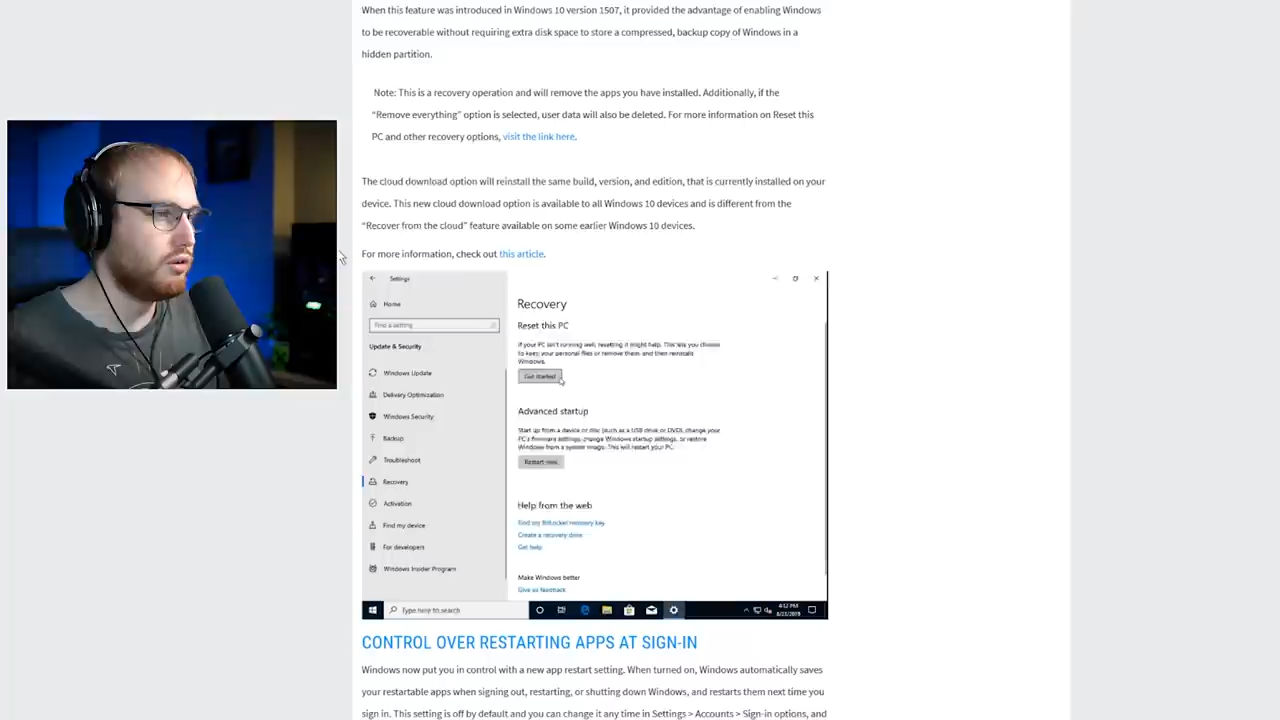 When this feature was introduced in Windows 10 version 1507, it provided the advantage of enabling Windows
to be recoverable without requiring extra disk space to store a compressed, backup copy of Windows in a
hidden partition.
Note: This is a recovery operation and will remove the apps you have installed. Additionally, if the
“Remove everything” option is selected, user data will also be deleted. For more information on Reset this
PC and other recovery options, visit the link here.
The cloud download option will reinstall the same build, version, and edition, that is currently installed on your
device. This new cloud download option is available to all Windows 10 devices and is different from the
“Recover from the cloud” feature available on some earlier Windows 10 devices.
For more information, check out this article.
Settings
Home
Find a setting
Update & Security
Windows Update
Delivery Optimization
Windows Security
Backup
Troubleshoot
Recovery
Activation
Find my device
For developers
Windows Insider Program
Recovery
Reset this PC
If your PC isn't running well, resetting it might help. This lets you choose
to keep your personal files or remove them, and then reinstalls
Windows.
Get started
Advanced startup
Start up from a device or disc (such as a USB drive or DVD), change your
PC's firmware settings, change Windows startup settings, or restore
Windows from a system image. This will restart your PC.
Restart now
Help from the web
Find my BitLocker recovery key
Create a recovery drive
Get help
Make Windows better
Give us feedback
Type here to search
4:12 PM
8/23/2019
CONTROL OVER RESTARTING APPS AT SIGN-IN
Windows now put you in control with a new app restart setting. When turned on, Windows automatically saves
your restartable apps when signing out, restarting, or shutting down Windows, and restarts them next time you
sign in. This setting is off by default and you can change it any time in Settings > Accounts > Sign-in options, and